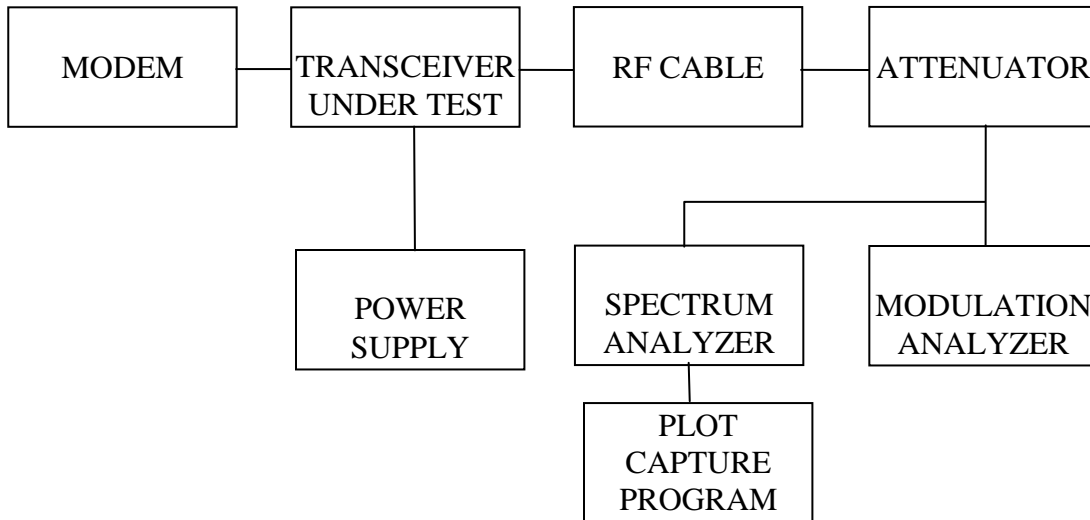 MODEM
TRANSCEIVER
UNDER TEST
RF CABLE
ATTENUATOR
POWER
SUPPLY
SPECTRUM
ANALYZER
MODULATION
ANALYZER
PLOT
CAPTURE
PROGRAM